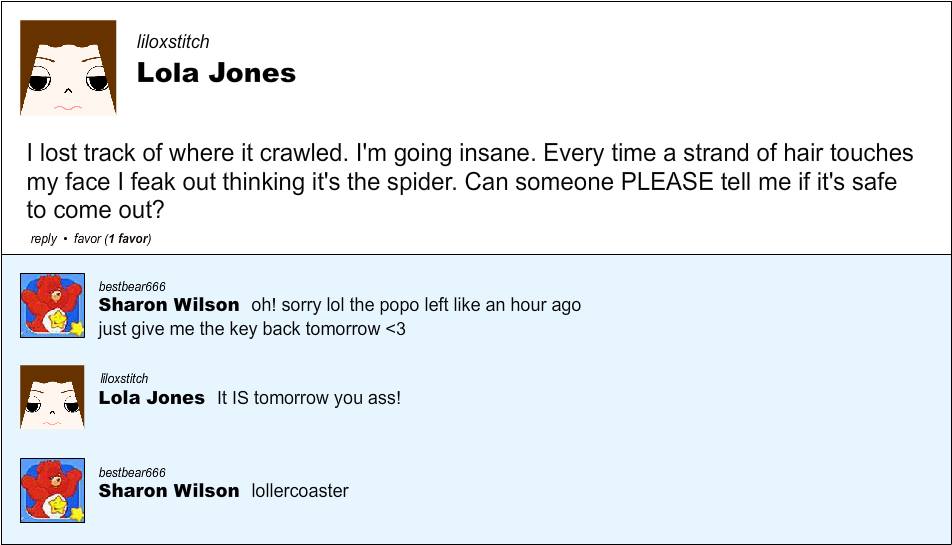 liloxstitch
Lola Jones
I lost track of where it crawled. I'm going insane. Every time a strand of hair touches
my face I feak out thinking it's the spider. Can someone PLEASE tell me if it's safe
to come out?
reply • favor (1 favor)
bestbear666
Sharon Wilson oh! sorry lol the popo left like an hour ago
just give me the key back tomorrow <3
liloxstitch
Lola Jones It IS tomorrow you ass!
bestbear666
Sharon Wilson lollercoaster